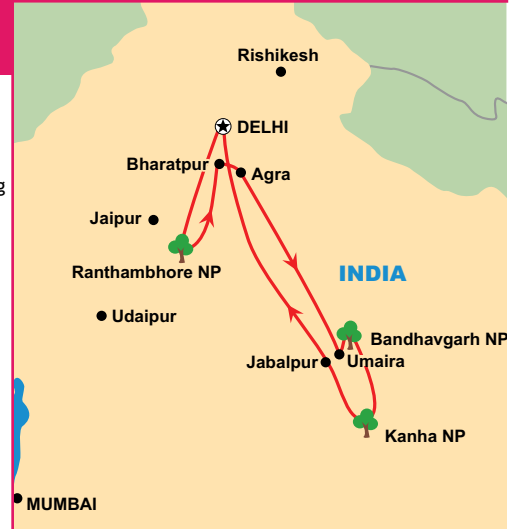 Rishikesh
DELHI
Bharatpur
Agra
Jaipur
Ranthambhore NP
INDIA
Udaipur
Bandhavgarh NP
Jabalpur
Umaira
Kanha NP
MUMBAI